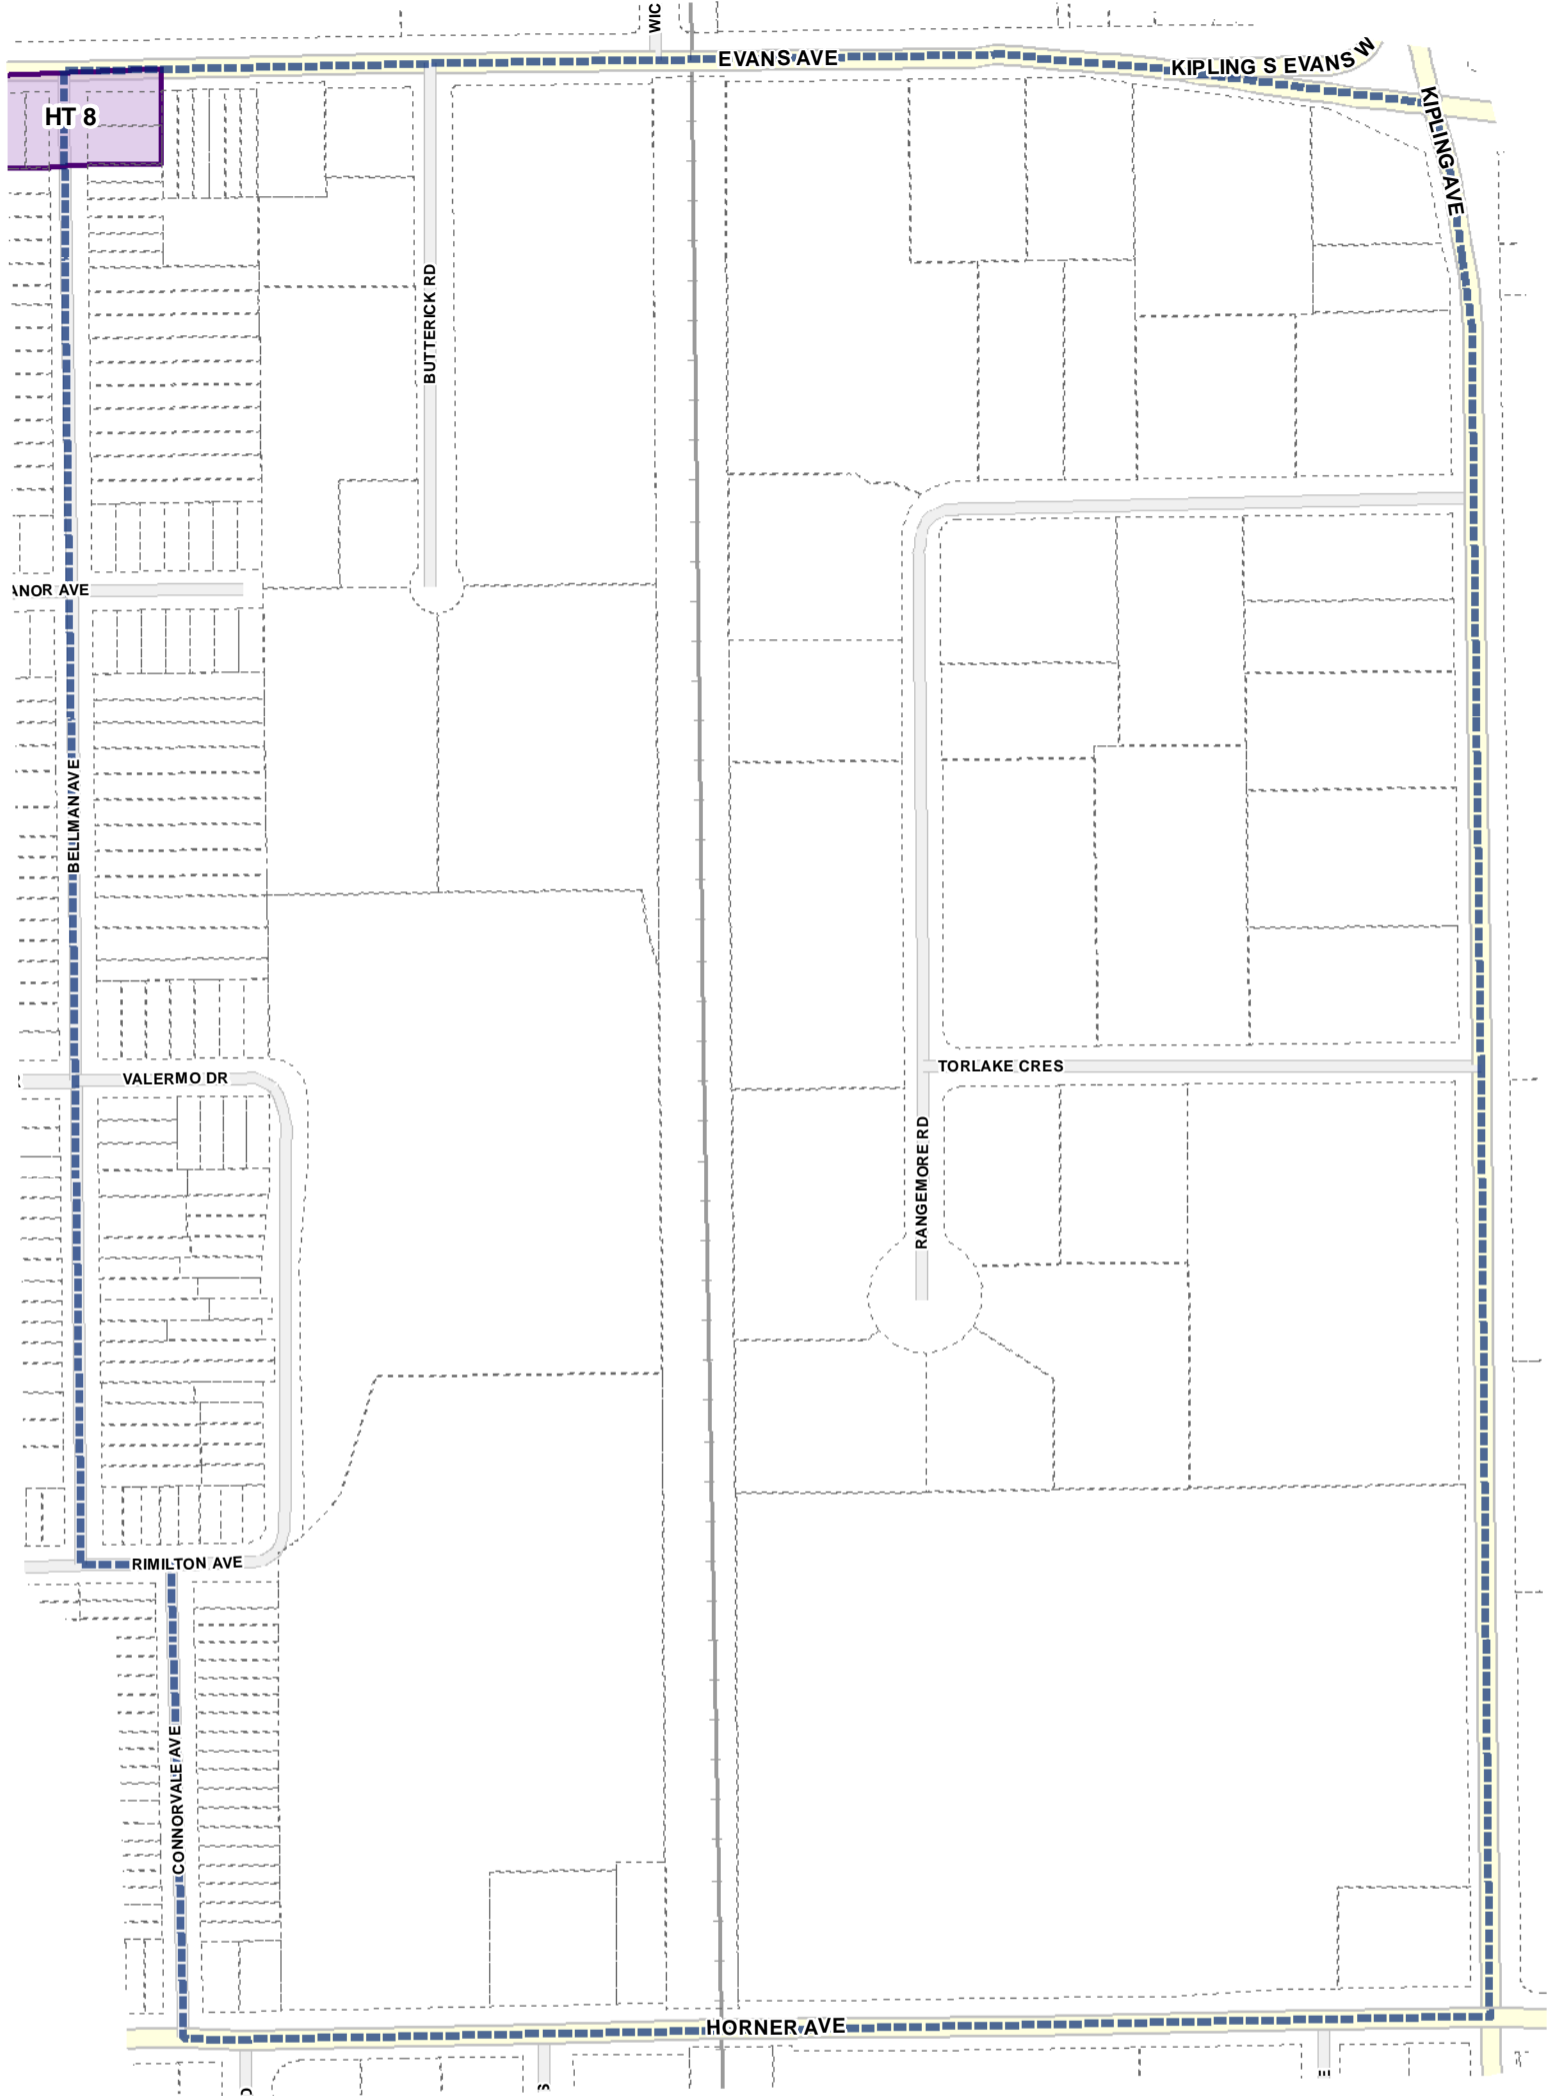 WIC
EVANS AVE
KIPLING S EVANS W
HT 8
KIPLING AVE
BUTTERICK RD
ANOR AVE
BELLMAN AVE
TORLAKE CRES
VALERMO DR
RANGEMORE RD
RIMILTON AVE
CONNORVALE AVE
HORNER AVE